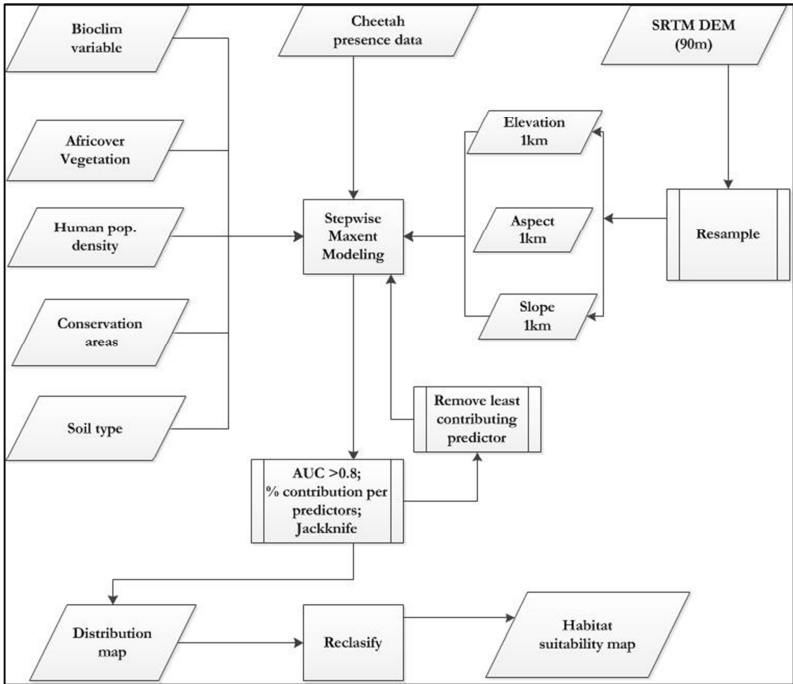 Bioclim
variable
Cheetah
presence data
SRTM DEM
(90m)
Africover
Vegetation
Elevation
1km
Human pop.
density
Stepwise
Maxent
Modeling
Aspect
1km
Resample
Conservation
areas
Slope
1km
Soil type
Remove least
contributing
predictor
AUC >0.8;
% contribution per
predictors;
Jackknife
Distribution
map
Reclasify
Habitat
suitability map